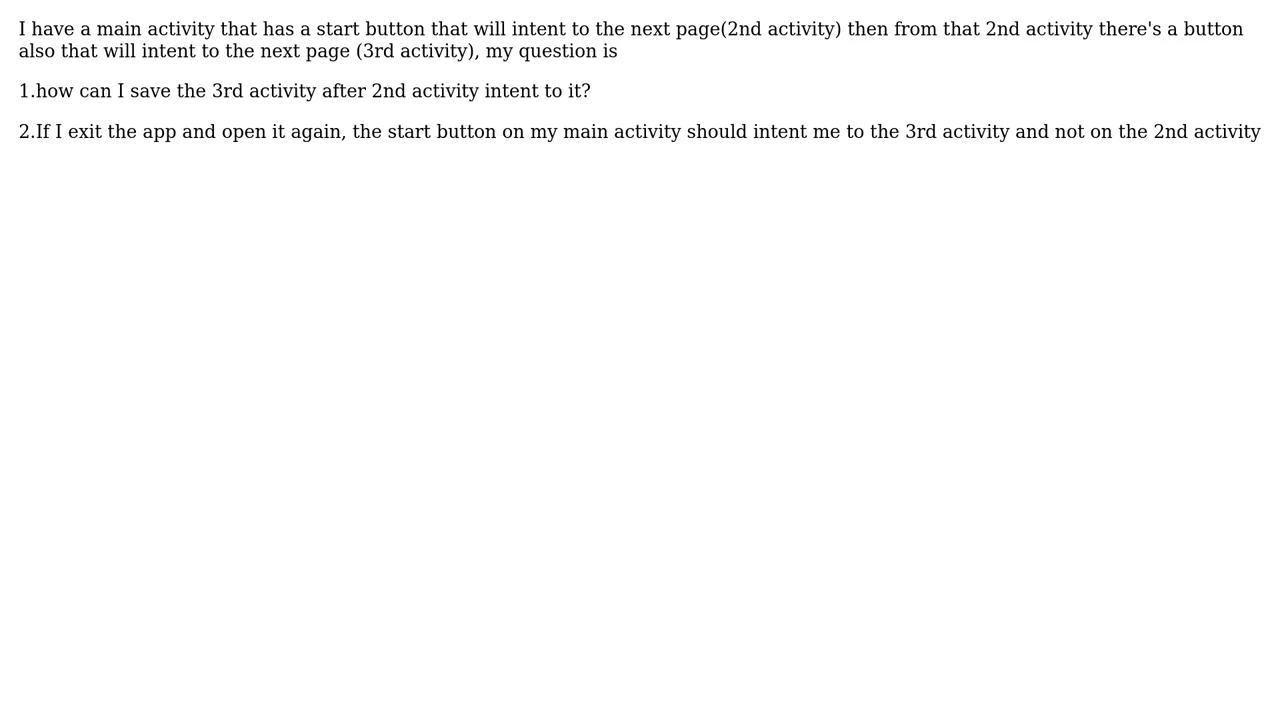 I have a main activity that has a start button that will intent to the next page(2nd activity) then from that 2nd activity there's a button
also that will intent to the next page (3rd activity), my question is
1.how can I save the 3rd activity after 2nd activity intent to it?
2.If I exit the app and open it again, the start button on my main activity should intent me to the 3rd activity and not on the 2nd activity